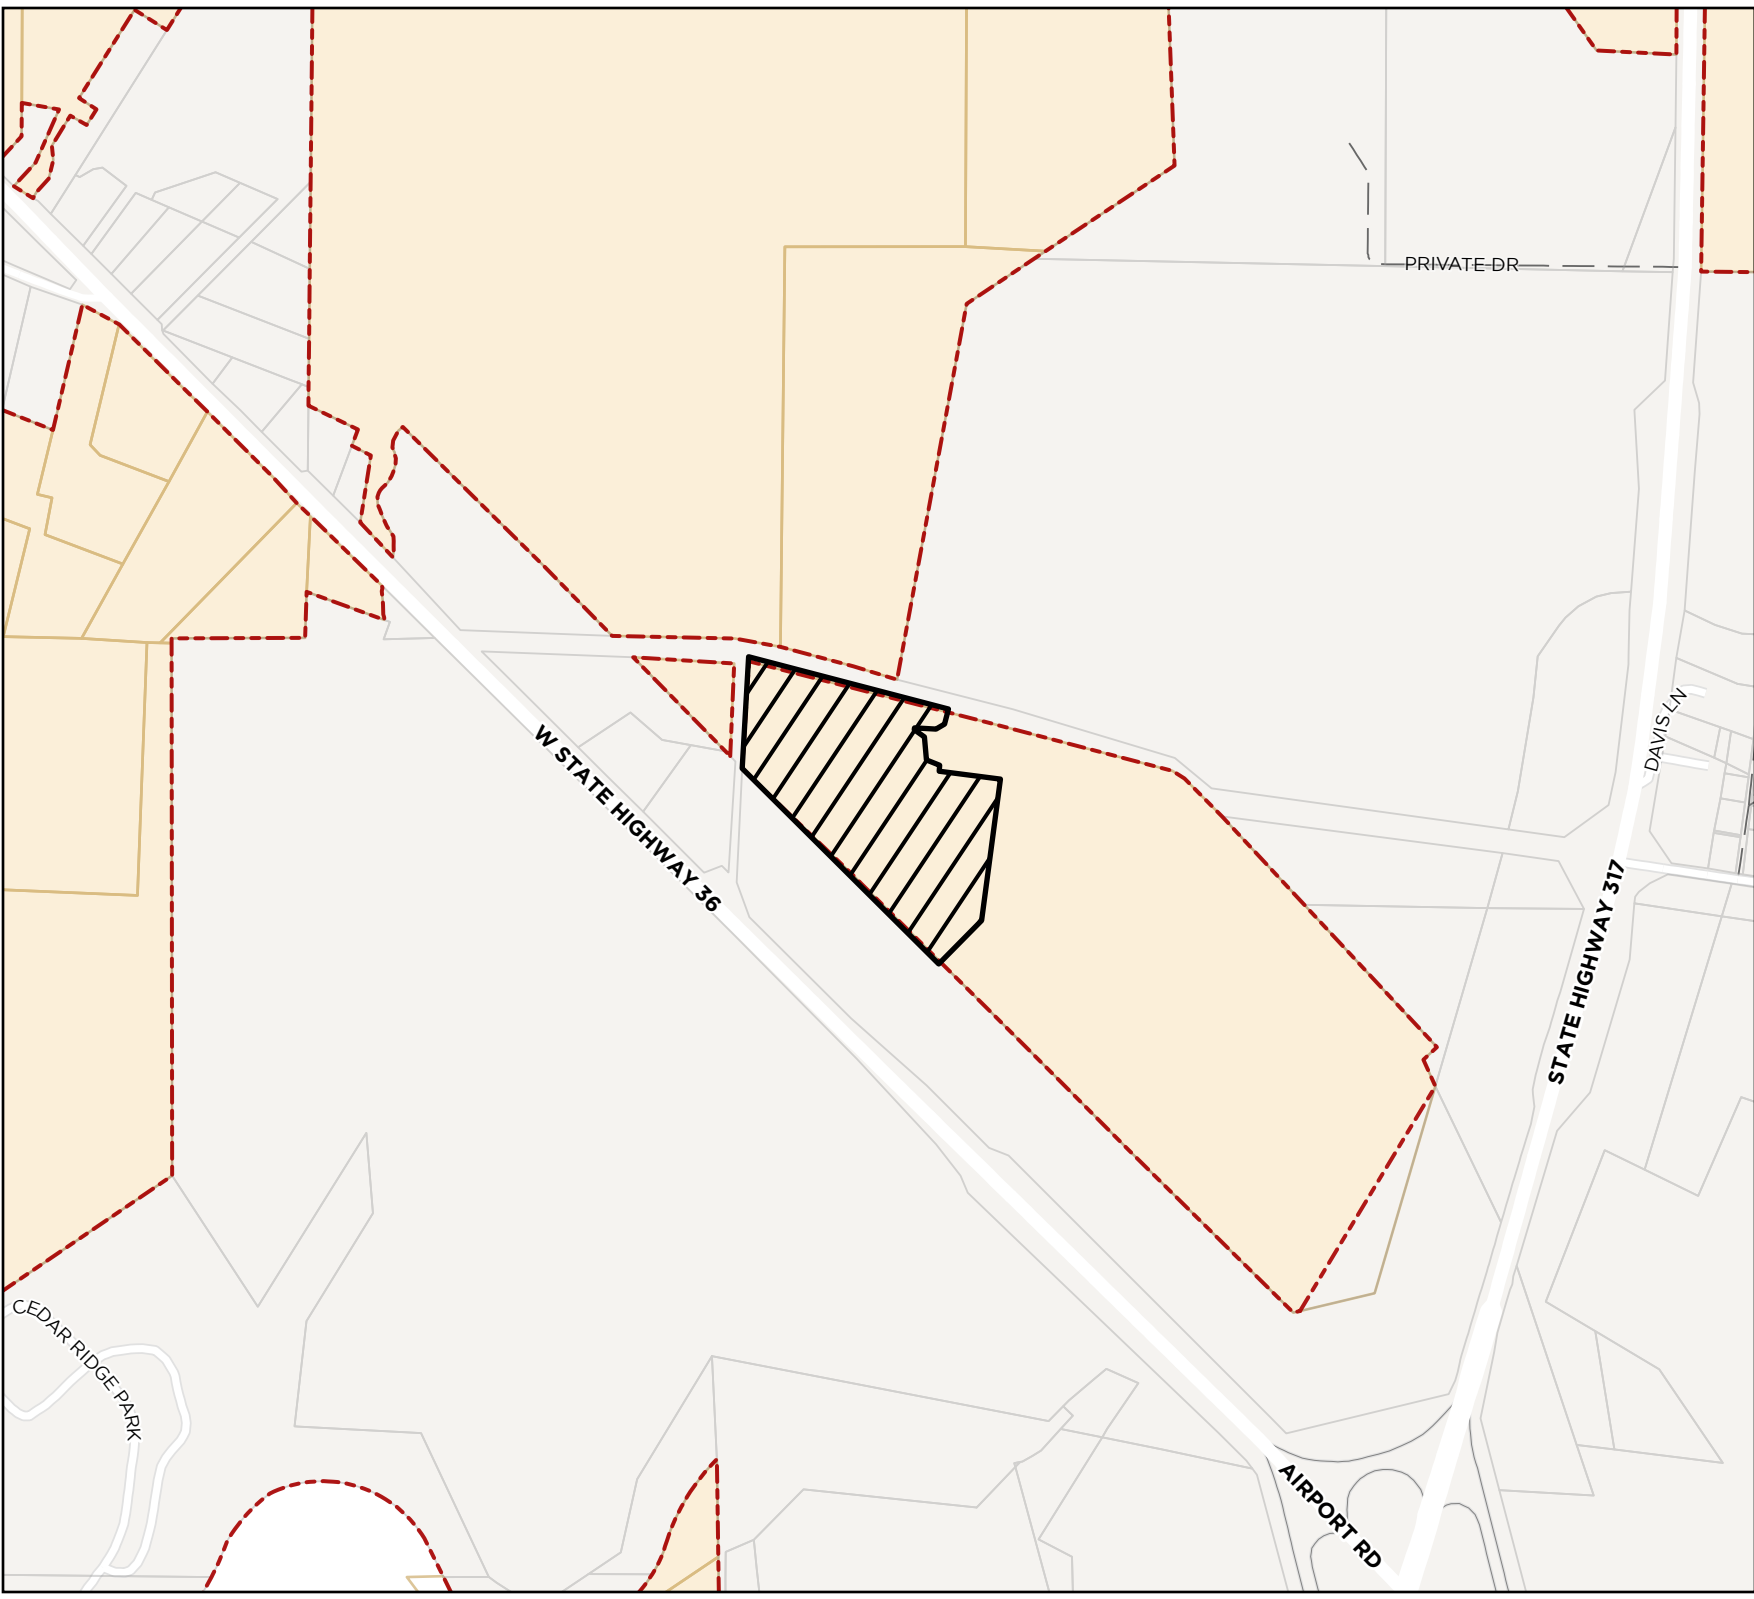 PRIVATE DR
DAVIS LN
W STATE HIGHWAY 36
STATE HIGHWAY 317
CEDAR RIDGE PARK
AIRPORT RD